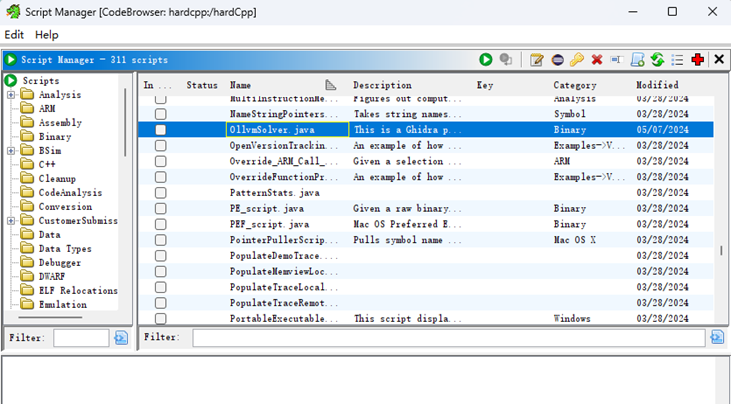 Script Manager [CodeBrowser: hardcpp:/hardCpp]
Edit Help
Script Manager - 311 scripts
Scripts
Analysis
ARM
Assembly
Binary
BSim
C++
Cleanup
CodeAnalysis
Conversion
CustomerSubmiss
Data
Data Types
Debugger
DWARF
ELF Relocations
Emulation
Filter:
In ... Status Name Description Key Category Modified
MultiInstructionMe... Figures out comput... Analysis 03/28/2024
NameStringPointers... Takes string names... Symbol 03/28/2024
OllvmSolver.java This is a Ghidra p... Binary 05/07/2024
OpenVersionTrackin... An example of how ... Examples->V... 03/28/2024
Override_ARM_Call_... Given a selection ... ARM 03/28/2024
OverrideFunctionPr... An example of how ... Examples->V... 03/28/2024
PatternStats.java 03/28/2024
PE_script.java Given a raw binary... Binary 03/28/2024
PEF_script.java Mac OS Preferred E... Binary 03/28/2024
PointerPullerScrip... Pulls symbol name ... Mac OS X 03/28/2024
PopulateDemoTrace.... 03/28/2024
PopulateMemviewLoc... 03/28/2024
PopulateTraceLocal... 03/28/2024
PopulateTraceRemot... 03/28/2024
PortableExecutable... This script displa... Windows 03/28/2024
Filter: